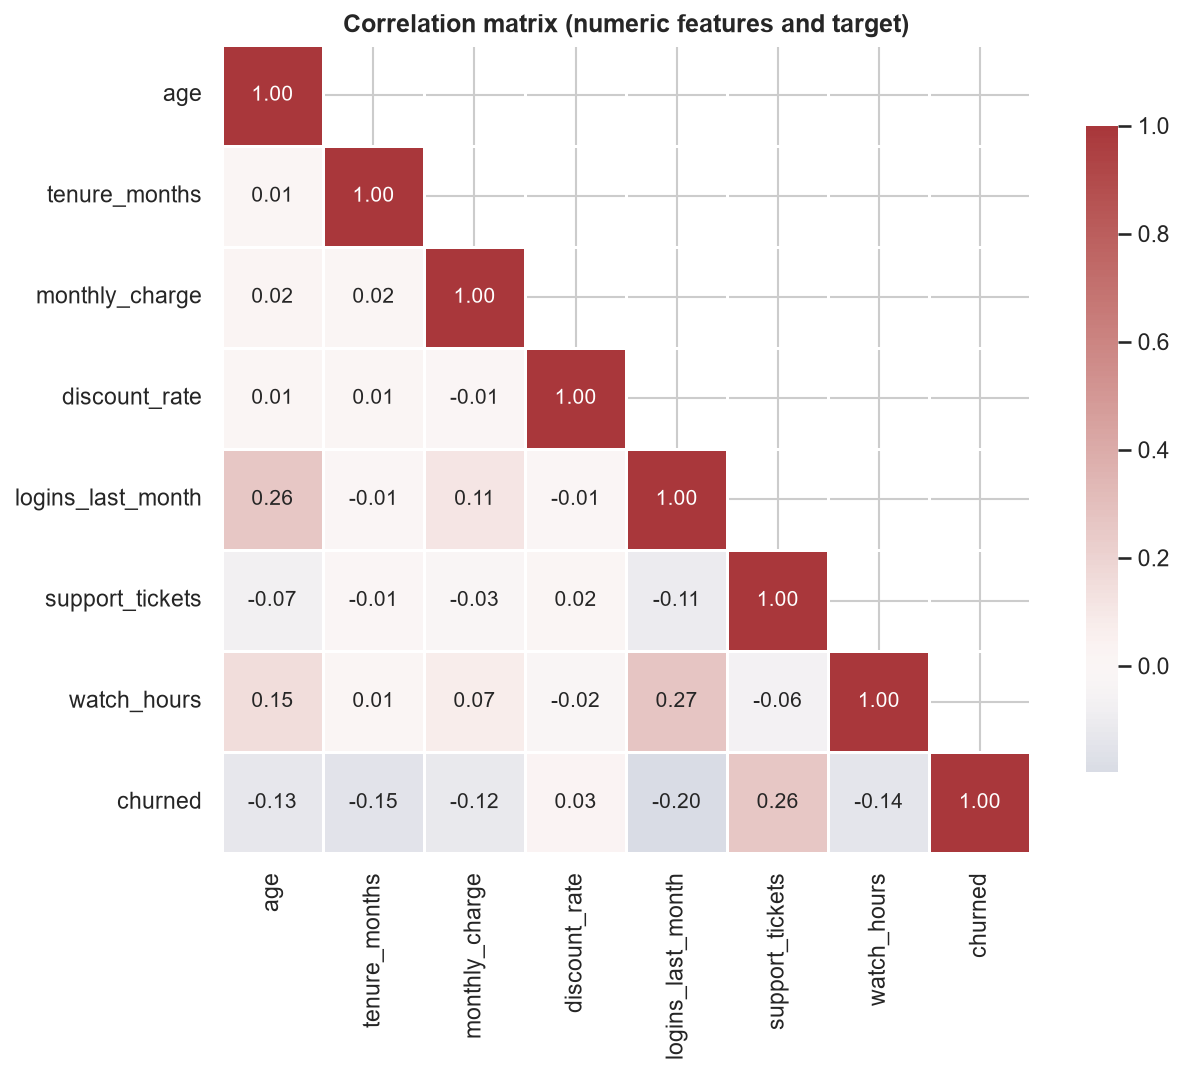 Correlation matrix (numeric features and target)
age 1.00
tenure_months 0.01 1.00
monthly_charge 0.02 0.02 1.00
discount_rate 0.01 0.01 -0.01 1.00
logins_last_month 0.26 -0.01 0.11 -0.01 1.00
support_tickets -0.07 -0.01 -0.03 0.02 -0.11 1.00
watch_hours 0.15 0.01 0.07 -0.02 0.27 -0.06 1.00
churned -0.13 -0.15 -0.12 0.03 -0.20 0.26 -0.14 1.00
age
tenure_months
monthly_charge
discount_rate
logins_last_month
support_tickets
watch_hours
churned
1.0
0.8
0.6
0.4
0.2
0.0